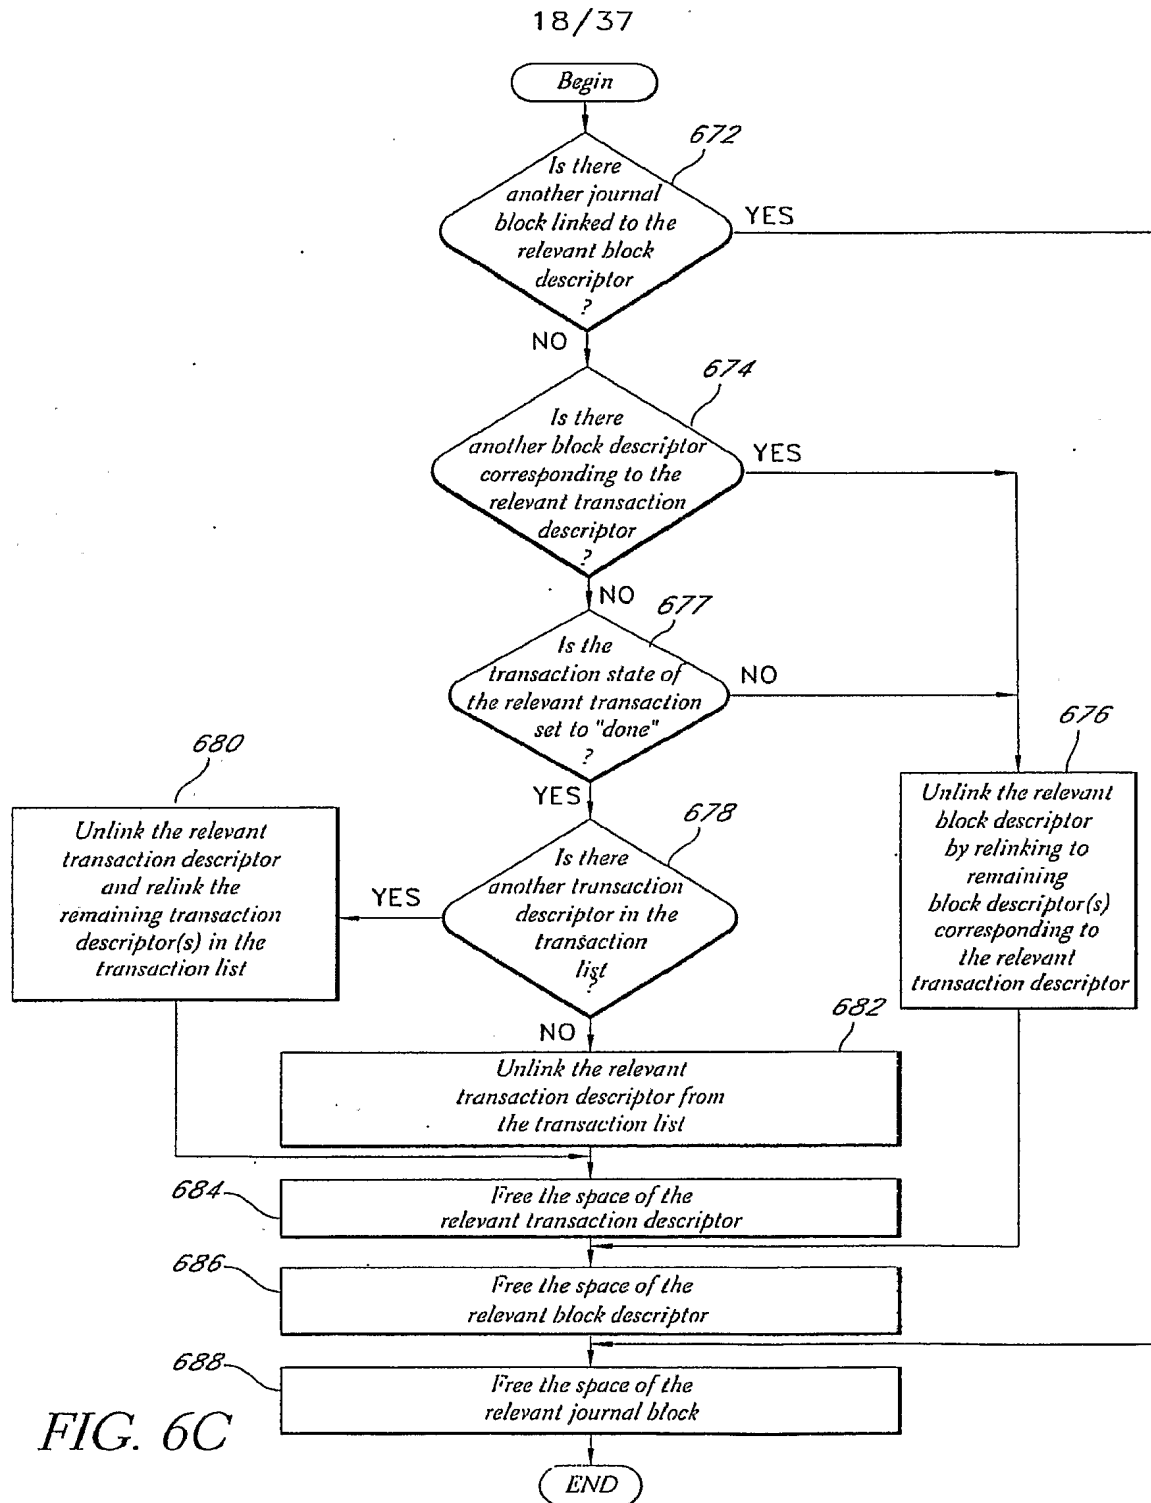 18/37
Begin
672
Is there
another journal
block linked to the
relevant block
descriptor
?
YES
NO
674
Is there
another block descriptor
corresponding to the
relevant transaction
descriptor
?
YES
NO
677
Is the
transaction state of
the relevant transaction
set to "done"
?
NO
YES
676
Unlink the relevant
block descriptor
by relinking to
remaining
block descriptor(s)
corresponding to
the relevant
transaction descriptor
680
Unlink the relevant
transaction descriptor
and relink the
remaining transaction
descriptor(s) in the
transaction list
678
Is there
another transaction
descriptor in the
transaction
list
?
YES
NO
682
Unlink the relevant
transaction descriptor from
the transaction list
684
Free the space of the
relevant transaction descriptor
686
Free the space of the
relevant block descriptor
688
Free the space of the
relevant journal block
FIG. 6C
END